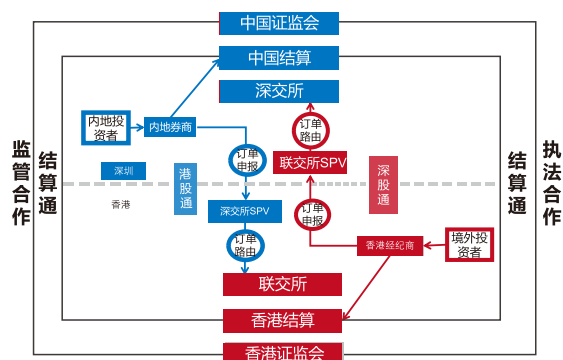 中国证监会
中国结算
深交所
内地投
资者
内地券商
订单
路由
联交所SPV
订单
申报
监管合作
结算通
深圳
港股通
深股通
结算通
执法合作
香港
深交所SPV
订单
申报
订单
路由
香港经纪商
境外投
资者
联交所
香港结算
香港证监会